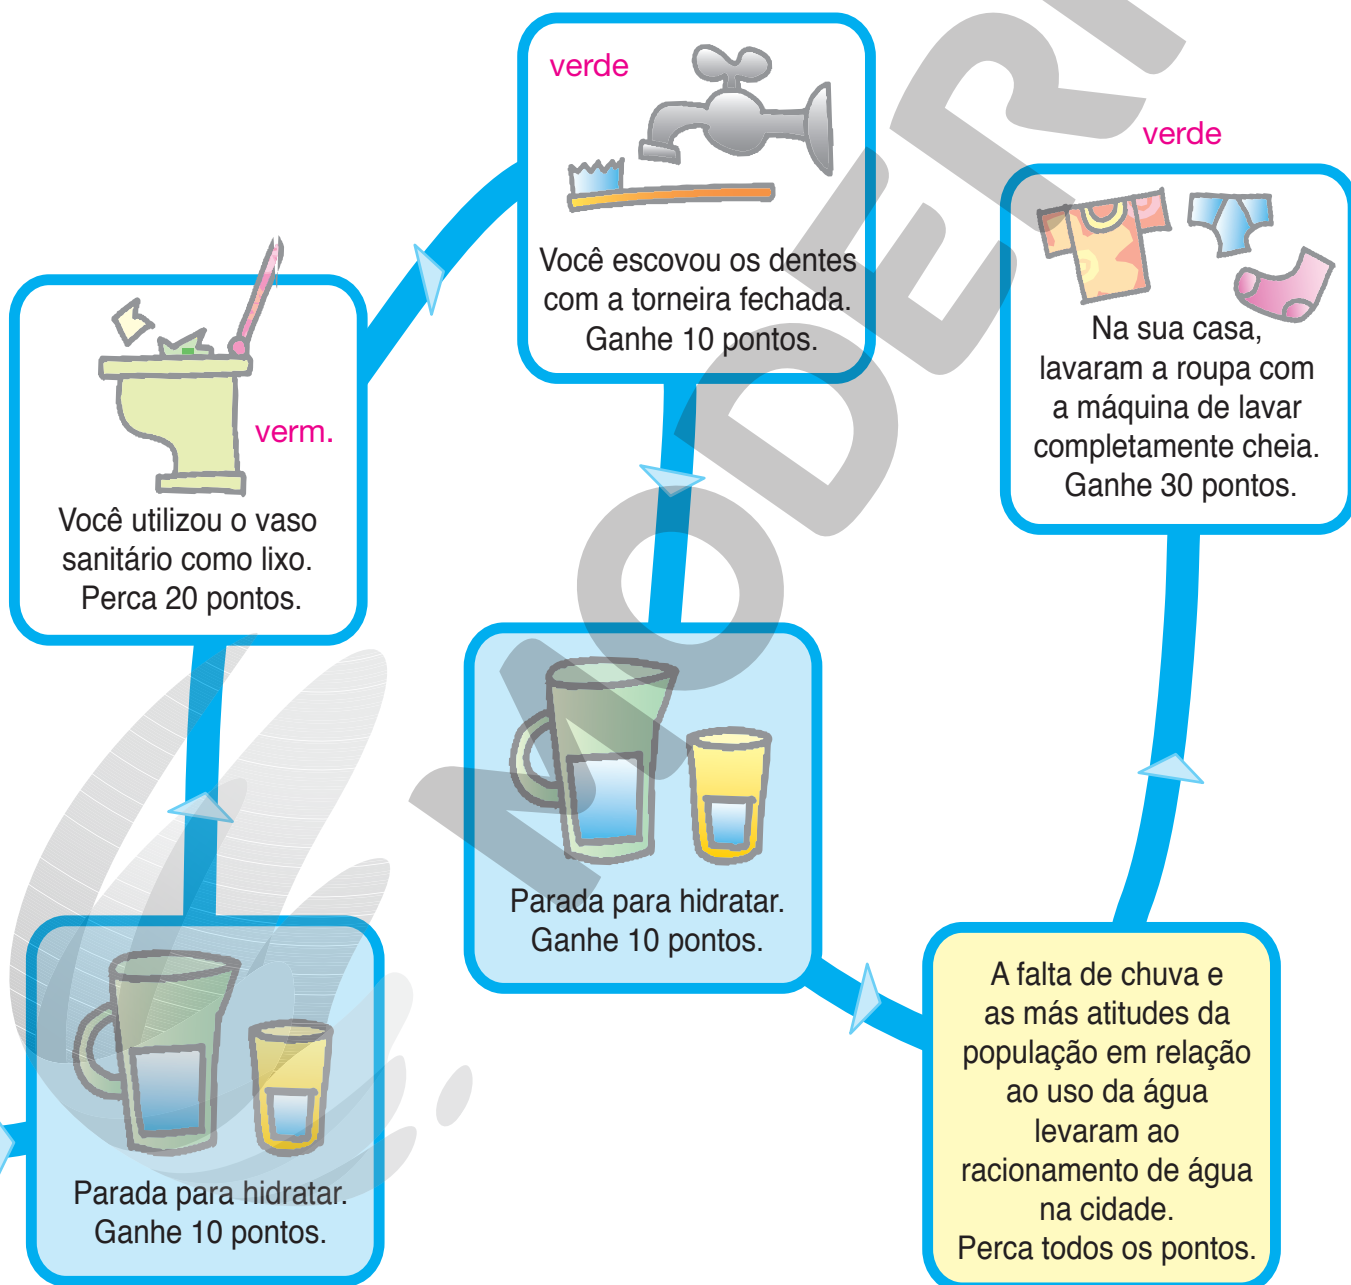 verde
Você escovou os dentes
com a torneira fechada.
Ganhe 10 pontos.
verde
Na sua casa,
lavaram a roupa com
a máquina de lavar
completamente cheia.
Ganhe 30 pontos.
verm.
Você utilizou o vaso
sanitário como lixo.
Perca 20 pontos.
Parada para hidratar.
Ganhe 10 pontos.
Parada para hidratar.
Ganhe 10 pontos.
A falta de chuva e
as más atitudes da
população em relação
ao uso da água
levaram ao
racionamento de água
na cidade.
Perca todos os pontos.
MODER